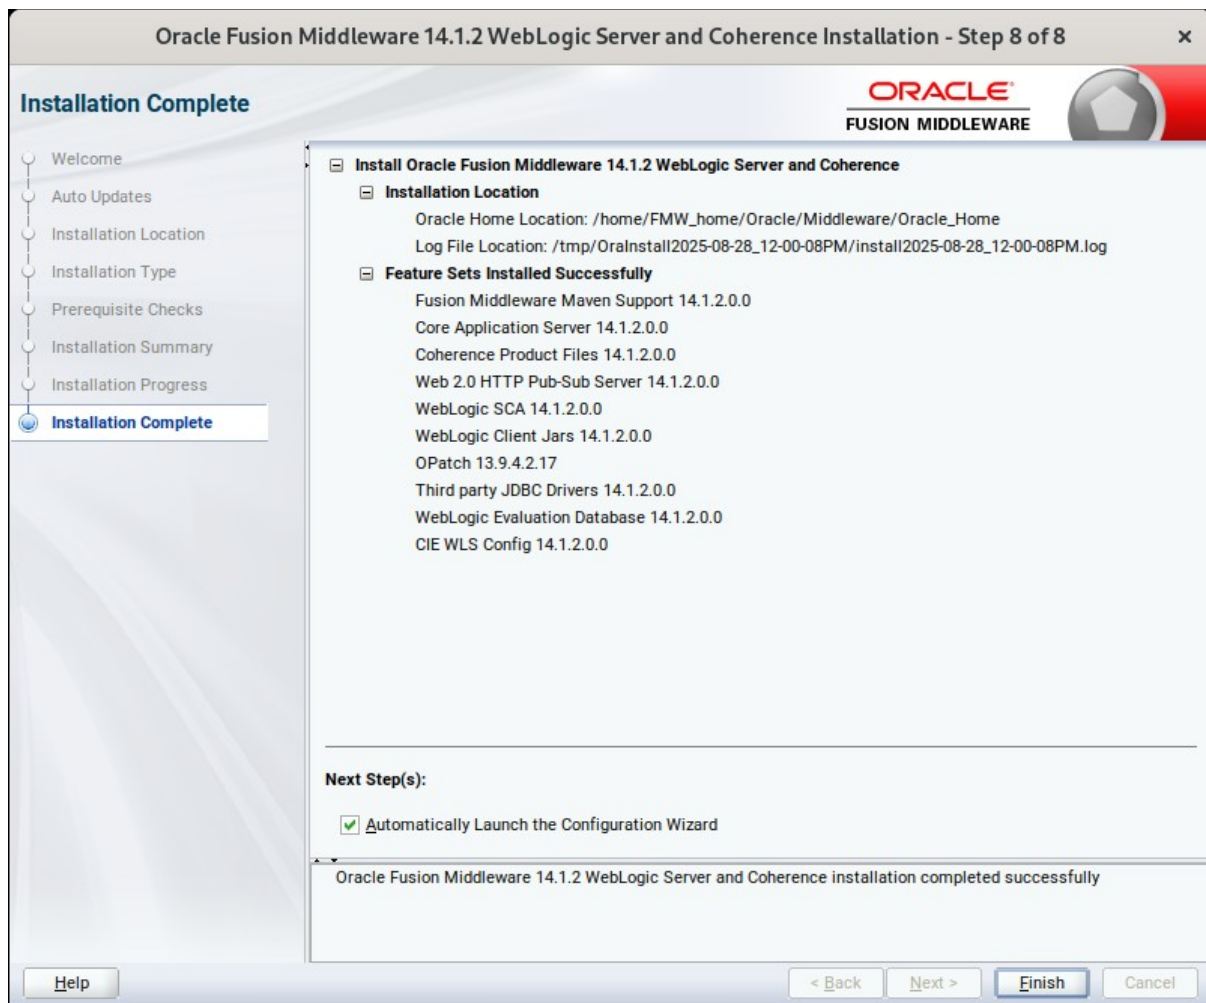 Oracle Fusion Middleware 14.1.2 WebLogic Server and Coherence Installation - Step 8 of 8
×
Installation Complete
ORACLE
FUSION MIDDLEWARE
Welcome
Auto Updates
Installation Location
Installation Type
Prerequisite Checks
Installation Summary
Installation Progress
Installation Complete
Install Oracle Fusion Middleware 14.1.2 WebLogic Server and Coherence
Installation Location
Oracle Home Location: /home/FMW_home/Oracle/Middleware/Oracle_Home
Log File Location: /tmp/OraInstall2025-08-28_12-00-08PM/install2025-08-28_12-00-08PM.log
Feature Sets Installed Successfully
Fusion Middleware Maven Support 14.1.2.0.0
Core Application Server 14.1.2.0.0
Coherence Product Files 14.1.2.0.0
Web 2.0 HTTP Pub-Sub Server 14.1.2.0.0
WebLogic SCA 14.1.2.0.0
WebLogic Client Jars 14.1.2.0.0
OPatch 13.9.4.2.17
Third party JDBC Drivers 14.1.2.0.0
WebLogic Evaluation Database 14.1.2.0.0
CIE WLS Config 14.1.2.0.0
Next Step(s):
Automatically Launch the Configuration Wizard
Oracle Fusion Middleware 14.1.2 WebLogic Server and Coherence installation completed successfully
Help
< Back
Next >
Finish
Cancel